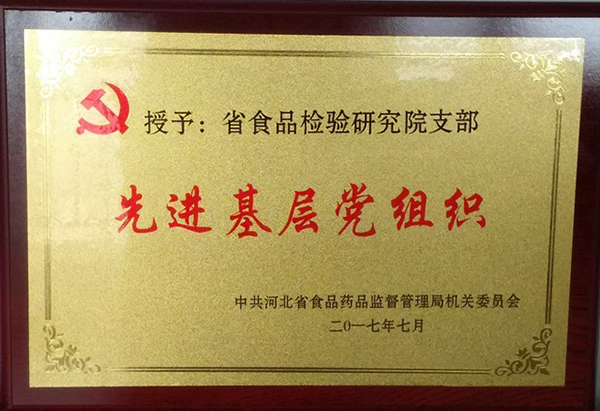 授予：省食品检验研究院支部
先进基层党组织
中共河北省食品药品监督管理局机关委员会
二0一七年七月